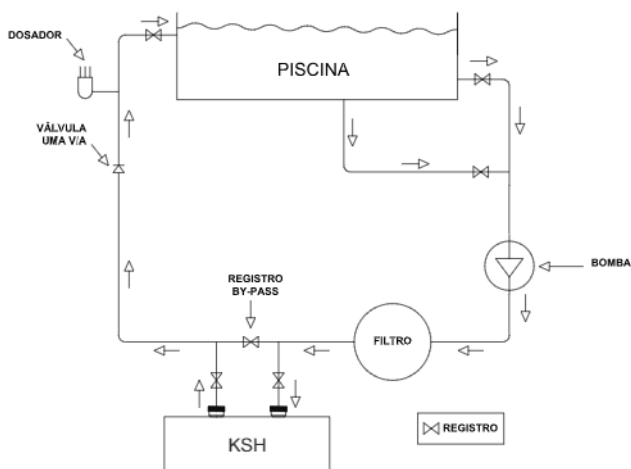 DOSADOR
PISCINA
VÁLVULA
UMA VIA
BOMBA
REGISTRO
BY-PASS
FILTRO
KSH
REGISTRO